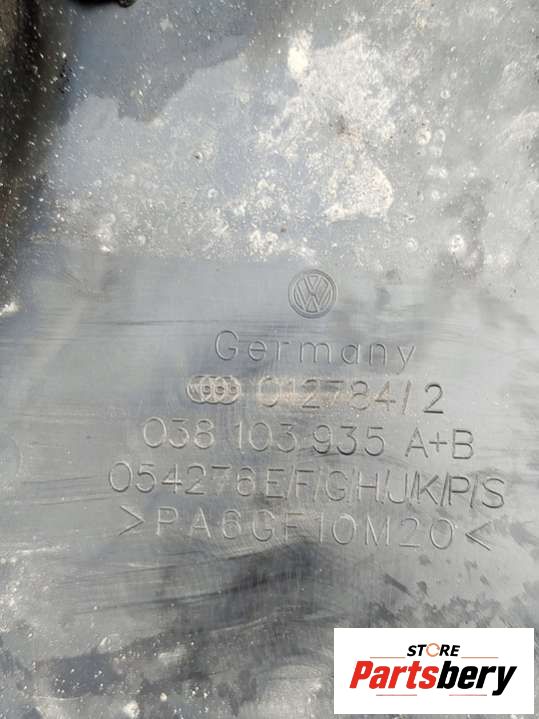 Germany
012784/2
038 103 935 A+B
054276E/F/G/H/J/K/P/S
>PA6GF10M20<
STORE
Partsbery